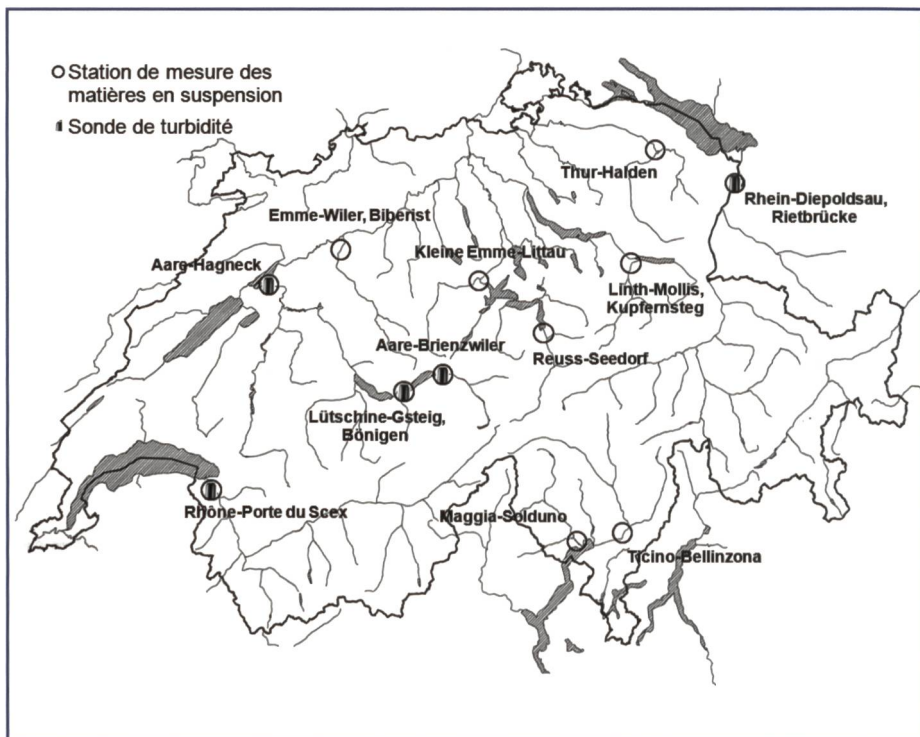 Station de mesure des
matières en suspension
Sonde de turbidité
Thur-Halden
Rhein-Diepoldsau,
Rietbrücke
Emme-Wiler, Biberist
Kleine Emme-Littau
Aare-Hagneck
Linth-Mollis,
Kupfernsteg
Aare-Brienzwiler
Reuss-Seedorf
Lütschine-Gsteig,
Bönigen
Rhône-Porte du Scex
Maggia-Solduno
Ticino-Bellinzona